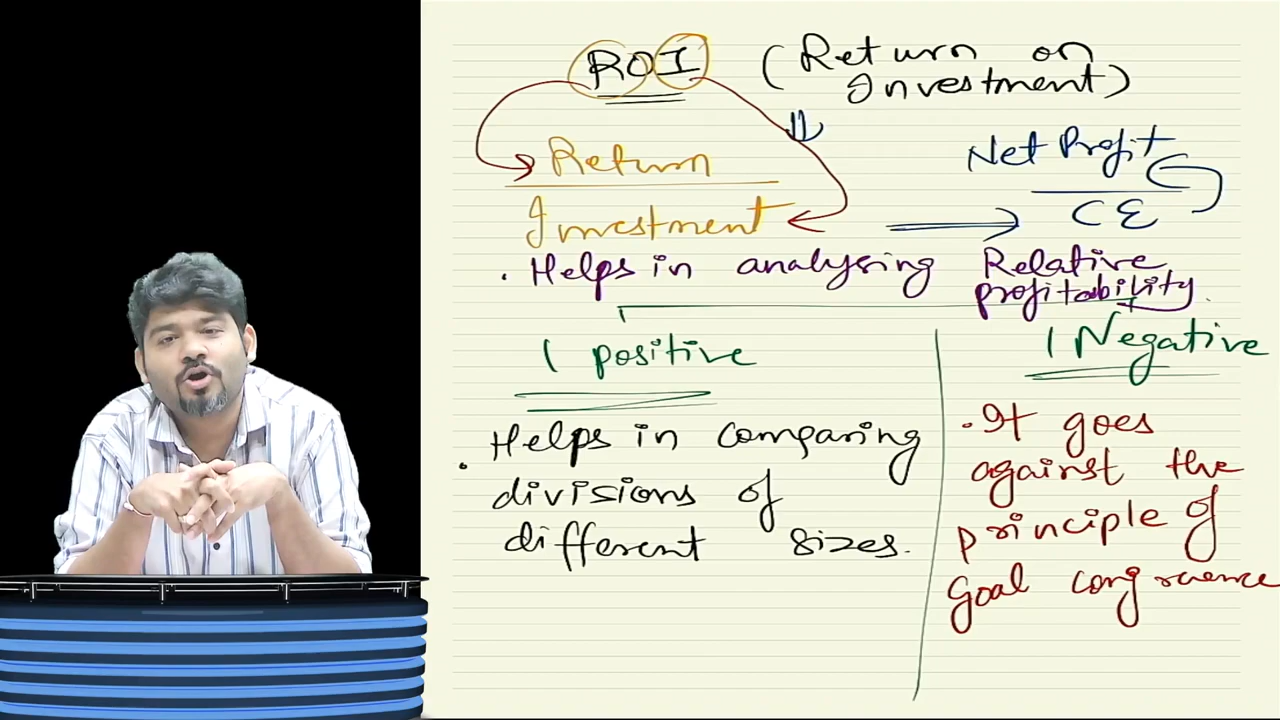 ROI (Return on
Investment)
Return
Investment
Net Profit
CE
. Helps in analysing Relative
profitability.
1 positive
. Helps in comparing
divisions of
different sizes.
1 Negative
. It goes
against the
principle of
Goal congruence